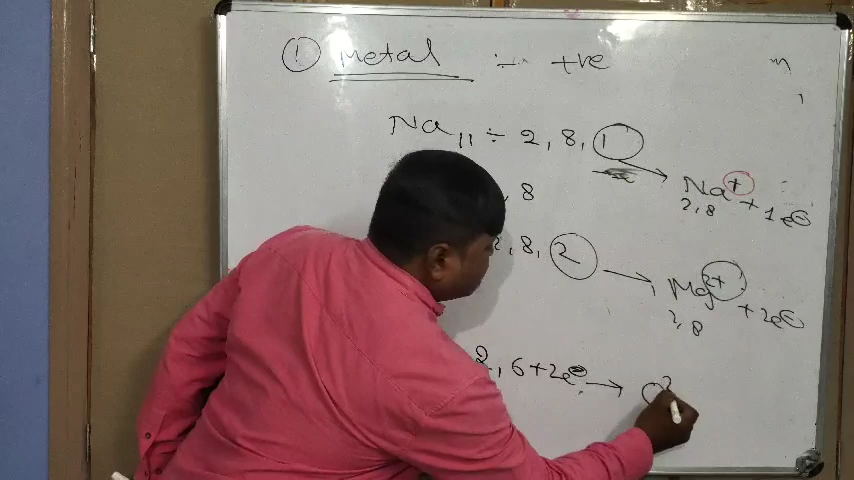 ① Metal :- +ve
Na₁₁ ÷ 2, 8, 1 → Na⁺ + 1e⊖
2, 8
, 8
2, 8, 2 → Mg²⁺ + 2e⊖
2, 8
2, 6 + 2e⊖ → O²